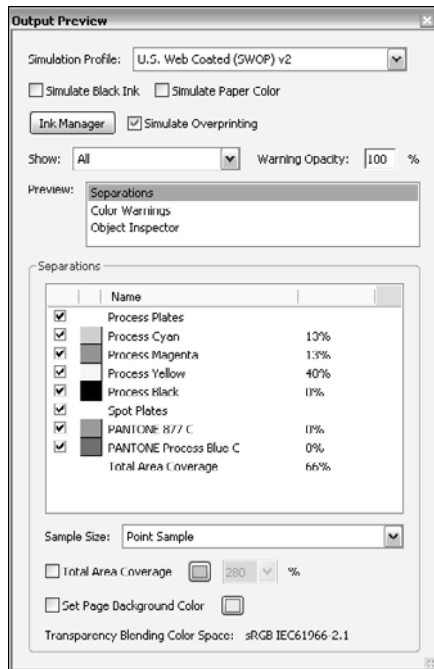 Output Preview
Simulation Profile: U.S. Web Coated (SWOP) v2
Simulate Black Ink Simulate Paper Color
Ink Manager Simulate Overprinting
Show: All Warning Opacity: 100 %
Preview: Separations
Color Warnings
Object Inspector
Separations
Name
Process Plates
Process Cyan 13%
Process Magenta 13%
Process Yellow 40%
Process Black 0%
Spot Plates
PANTONE 877 C 0%
PANTONE Process Blue C 0%
Total Area Coverage 66%
Sample Size: Point Sample
Total Area Coverage 280 %
Set Page Background Color
Transparency Blending Color Space: sRGB IEC61966-2.1